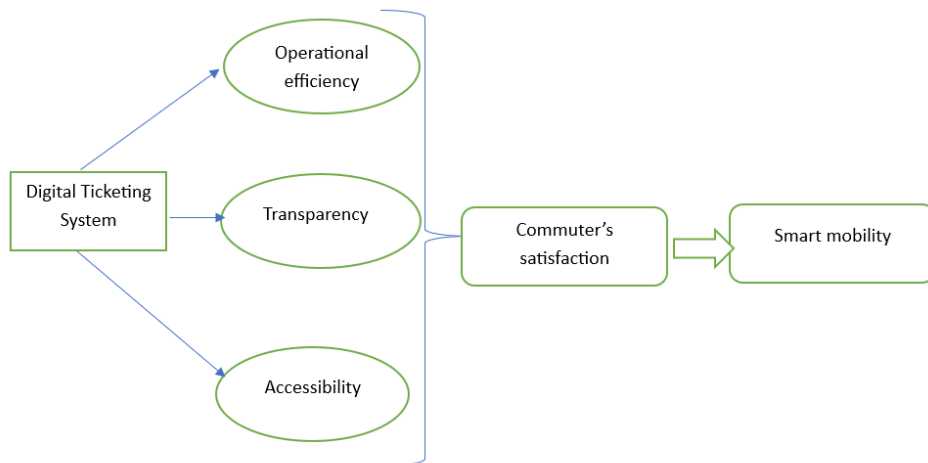 Operational
efficiency
Digital Ticketing
System
Transparency
Commuter’s
satisfaction
Smart mobility
Accessibility